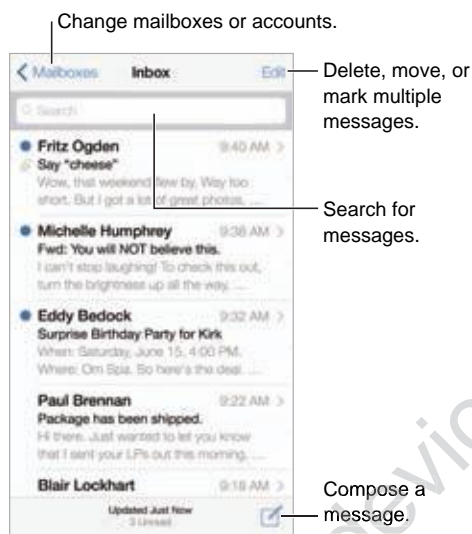 Change mailboxes or accounts.
Mailboxes Inbox Edit
Delete, move, or
mark multiple
messages.
Search
Fritz Ogden 9:40 AM
Say "cheese"
Wow, that weekend flew by. Way too
short. But I got a lot of great photos, ...
Search for
messages.
Michelle Humphrey 9:38 AM
Fwd: You will NOT believe this.
I can't stop laughing! To check this out,
turn the brightness up all the way. ...
Eddy Bedock 9:32 AM
Surprise Birthday Party for Kirk
When: Saturday, June 15, 4:00 PM.
Where: Om Spa. So here's the deal. ...
Paul Brennan 9:22 AM
Package has been shipped.
Hi there. Just wanted to let you know
that I sent your LPs out this morning. ...
Blair Lockhart 9:18 AM
Updated Just Now
3 Unread
Compose a
message.